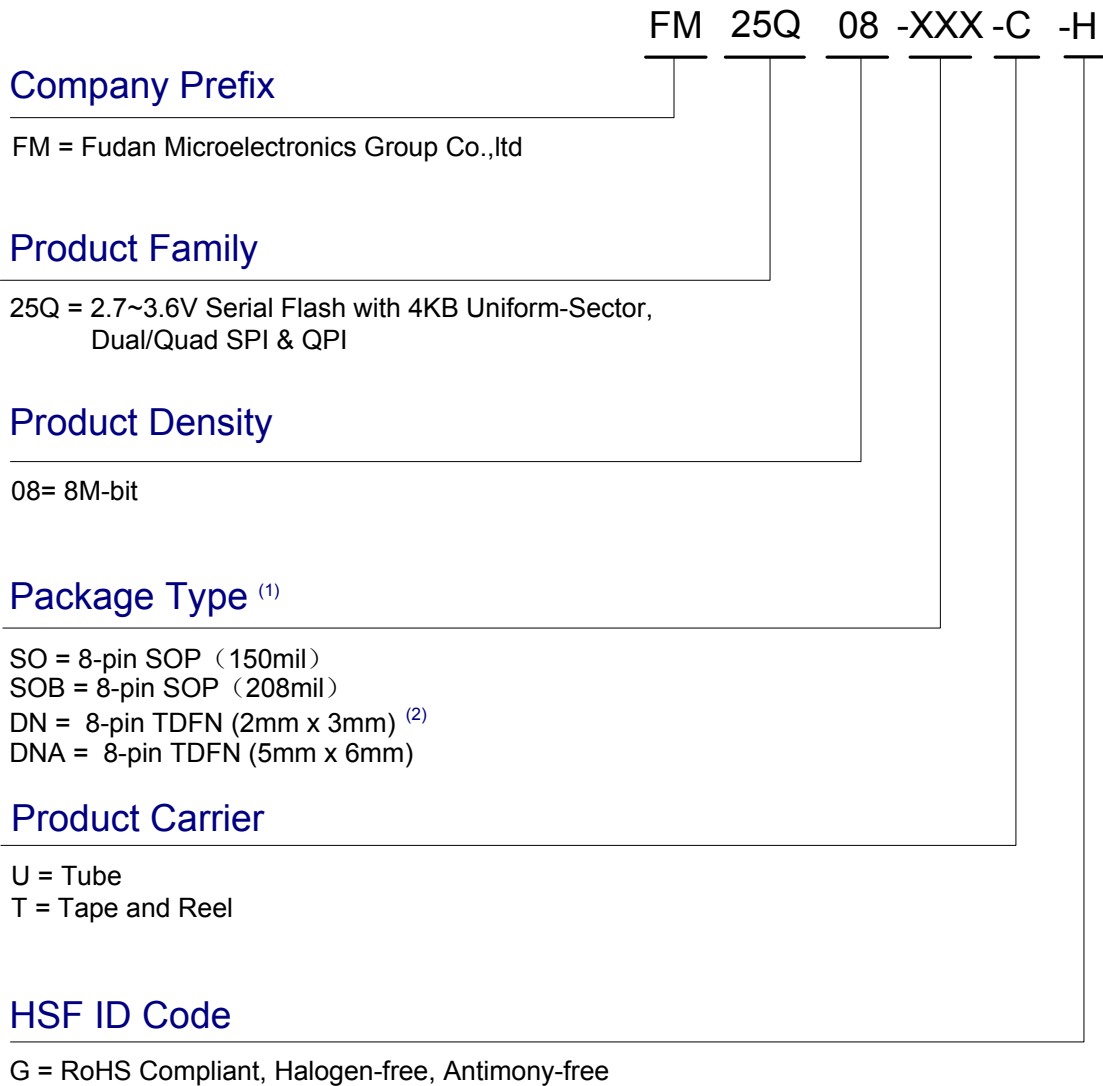 FM 25Q 08 -XXX -C -H
Company Prefix
FM = Fudan Microelectronics Group Co.,ltd
Product Family
25Q = 2.7~3.6V Serial Flash with 4KB Uniform-Sector,
Dual/Quad SPI & QPI
Product Density
08= 8M-bit
Package Type (1)
SO = 8-pin SOP（150mil）
SOB = 8-pin SOP（208mil）
DN = 8-pin TDFN (2mm x 3mm) (2)
DNA = 8-pin TDFN (5mm x 6mm)
Product Carrier
U = Tube
T = Tape and Reel
HSF ID Code
G = RoHS Compliant, Halogen-free, Antimony-free